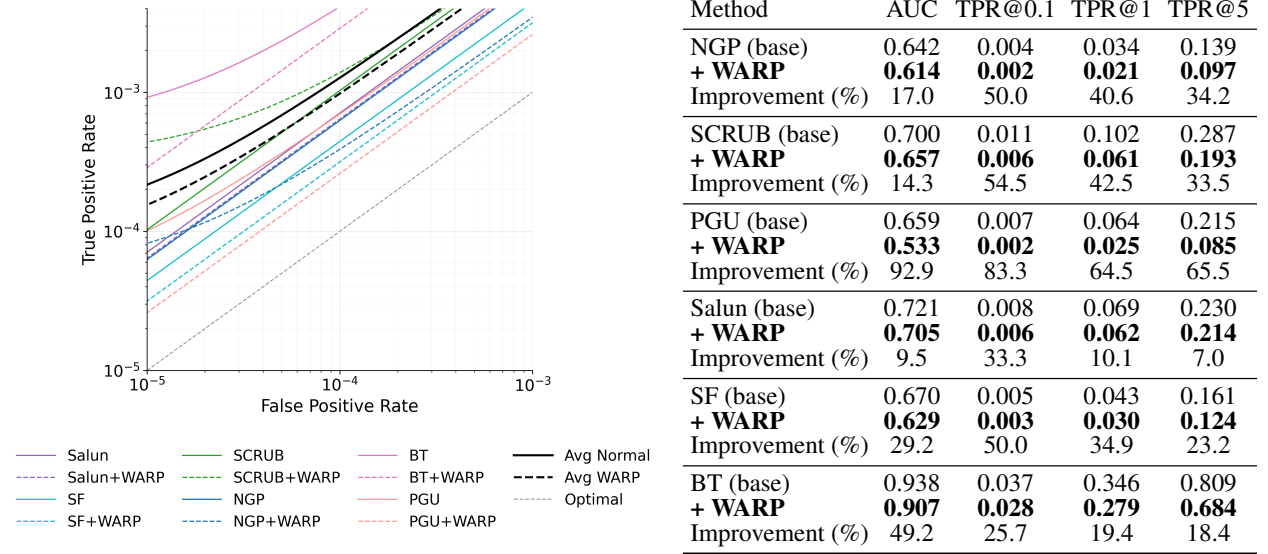 10⁻³
10⁻⁴
10⁻⁵
True Positive Rate
10⁻⁵ 10⁻⁴ 10⁻³
False Positive Rate
Salun SCRUB BT Avg Normal
Salun+WARP SCRUB+WARP BT+WARP Avg WARP
SF NGP PGU Optimal
SF+WARP NGP+WARP PGU+WARP
Method AUC TPR@0.1 TPR@1 TPR@5
NGP (base) 0.642 0.004 0.034 0.139
+ WARP 0.614 0.002 0.021 0.097
Improvement (%) 17.0 50.0 40.6 34.2
SCRUB (base) 0.700 0.011 0.102 0.287
+ WARP 0.657 0.006 0.061 0.193
Improvement (%) 14.3 54.5 42.5 33.5
PGU (base) 0.659 0.007 0.064 0.215
+ WARP 0.533 0.002 0.025 0.085
Improvement (%) 92.9 83.3 64.5 65.5
Salun (base) 0.721 0.008 0.069 0.230
+ WARP 0.705 0.006 0.062 0.214
Improvement (%) 9.5 33.3 10.1 7.0
SF (base) 0.670 0.005 0.043 0.161
+ WARP 0.629 0.003 0.030 0.124
Improvement (%) 29.2 50.0 34.9 23.2
BT (base) 0.938 0.037 0.346 0.809
+ WARP 0.907 0.028 0.279 0.684
Improvement (%) 49.2 25.7 19.4 18.4